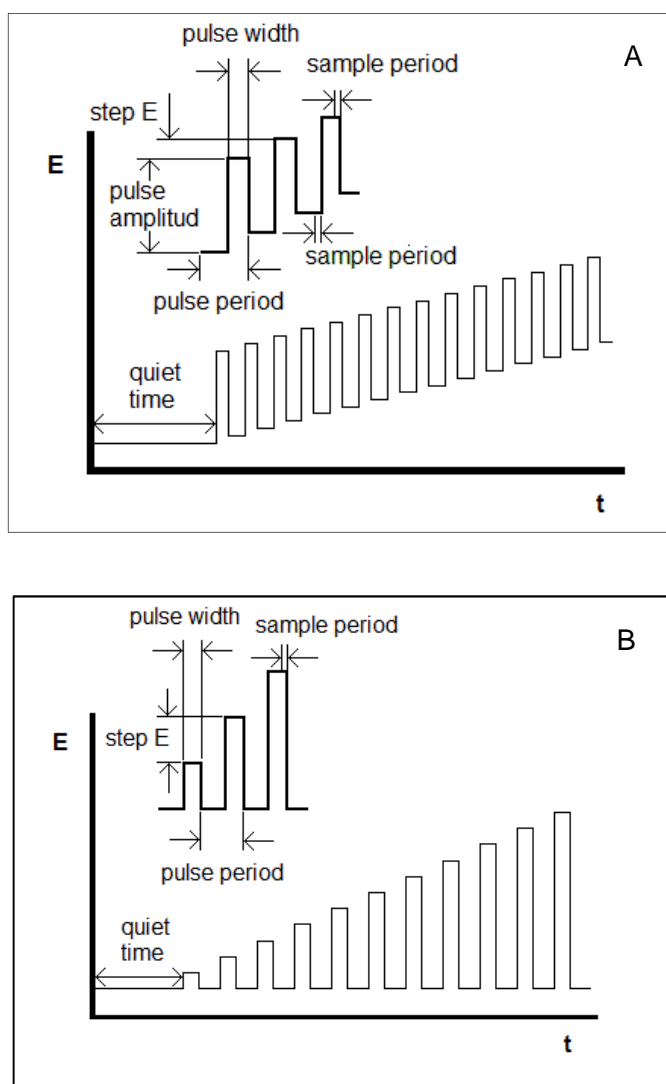 pulse width
A
sample period
step E
E
pulse
amplitud
sample period
pulse period
quiet
time
t
pulse width
sample period
B
E
step E
pulse period
quiet
time
t